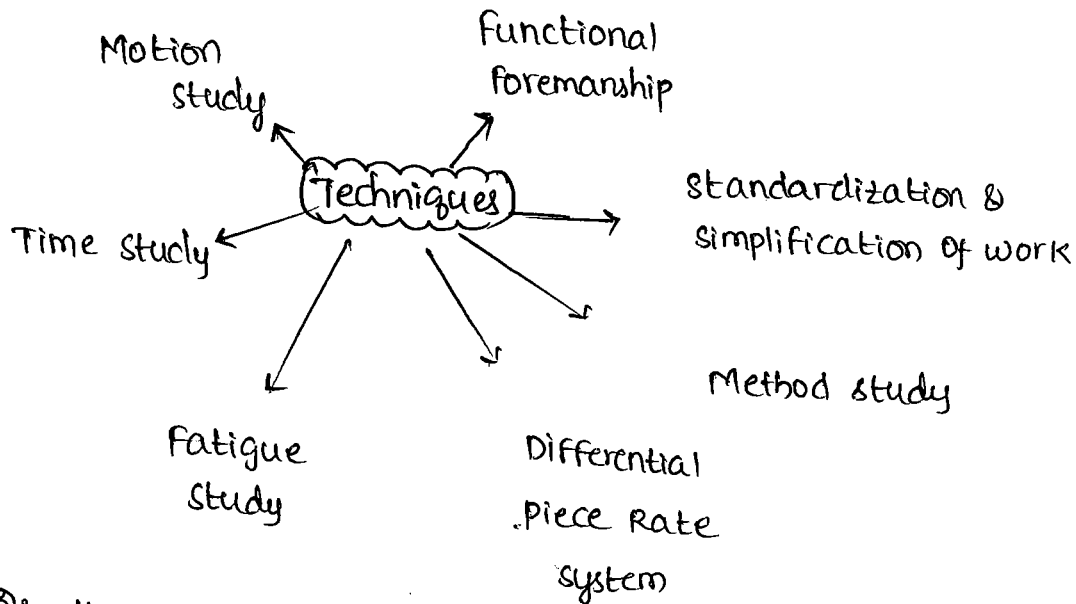 Motion
study
Functional
Foremanship
Techniques
Standardization &
Simplification of work
Time study
Method study
Fatigue
Study
Differential
Piece Rate
system